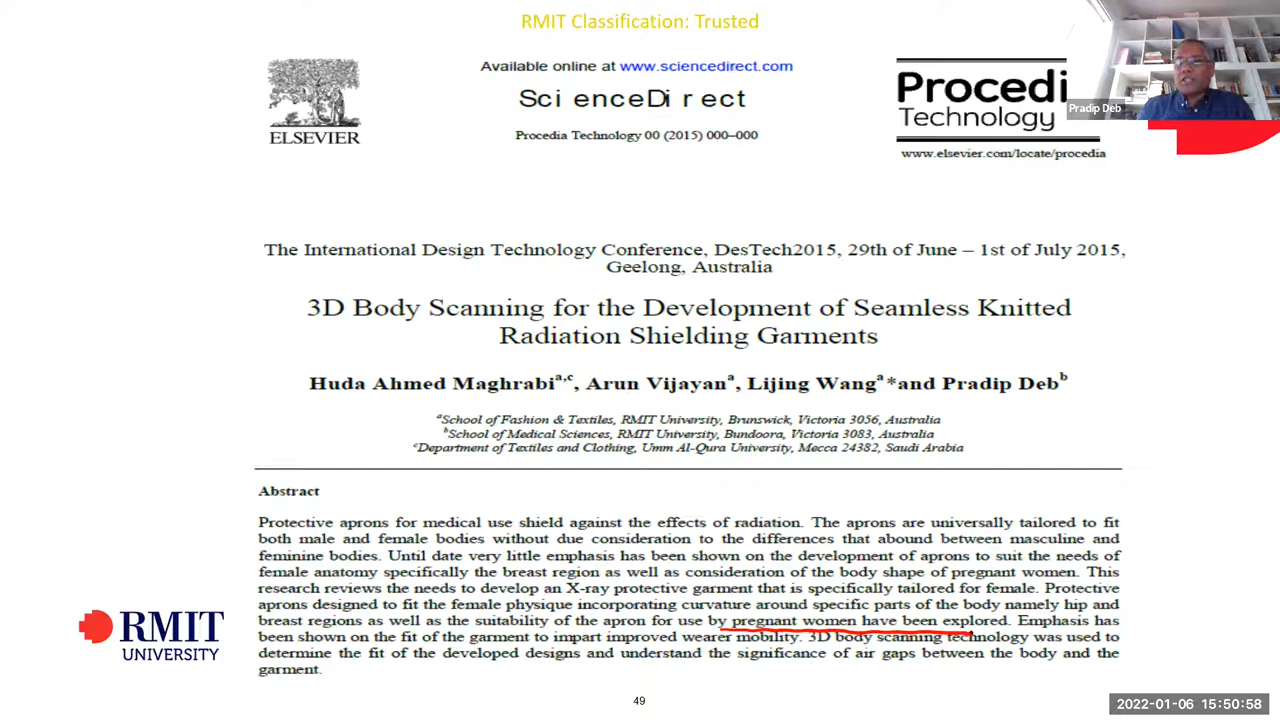 RMIT Classification: Trusted
ELSEVIER
Available online at www.sciencedirect.com
ScienceDirect
Procedia Technology 00 (2015) 000–000
Procedi
Technology
www.elsevier.com/locate/procedia
Pradip Deb
The International Design Technology Conference, DesTech2015, 29th of June – 1st of July 2015,
Geelong, Australia
3D Body Scanning for the Development of Seamless Knitted
Radiation Shielding Garments
Huda Ahmed Maghrabia,c, Arun Vijayana, Lijing Wanga *and Pradip Debb
aSchool of Fashion & Textiles, RMIT University, Brunswick, Victoria 3056, Australia
bSchool of Medical Sciences, RMIT University, Bundoora, Victoria 3083, Australia
cDepartment of Textiles and Clothing, Umm Al-Qura University, Mecca 24382, Saudi Arabia
Abstract
Protective aprons for medical use shield against the effects of radiation. The aprons are universally tailored to fit
both male and female bodies without due consideration to the differences that abound between masculine and
feminine bodies. Until date very little emphasis has been shown on the development of aprons to suit the needs of
female anatomy specifically the breast region as well as consideration of the body shape of pregnant women. This
research reviews the needs to develop an X-ray protective garment that is specifically tailored for female. Protective
aprons designed to fit the female physique incorporating curvature around specific parts of the body namely hip and
breast regions as well as the suitability of the apron for use by pregnant women have been explored. Emphasis has
been shown on the fit of the garment to impart improved wearer mobility. 3D body scanning technology was used to
determine the fit of the developed designs and understand the significance of air gaps between the body and the
garment.
RMIT
UNIVERSITY
49
2022-01-06 15:50:58